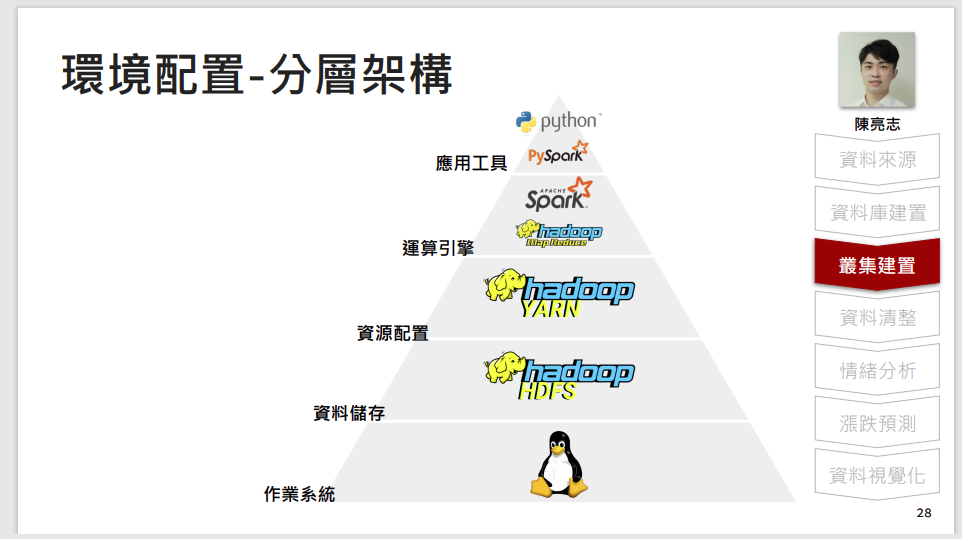 環境配置-分層架構
陳亮志
python
PySpark
應用工具
APACHE
Spark
hadoop
Map Reduce
運算引擎
hadoop
YARN
資源配置
hadoop
HDFS
資料儲存
作業系統
資料來源
資料庫建置
叢集建置
資料清整
情緒分析
漲跌預測
資料視覺化
28